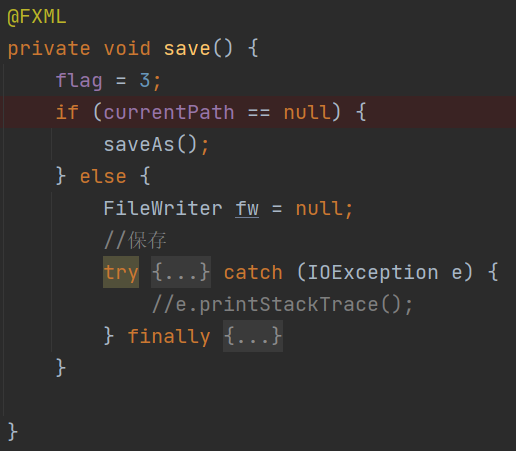 @FXML
private void save() {
    flag = 3;
    if (currentPath == null) {
        saveAs();
    } else {
        FileWriter fw = null;
        //保存
        try {...} catch (IOException e) {
            //e.printStackTrace();
        } finally {...}
    }
}